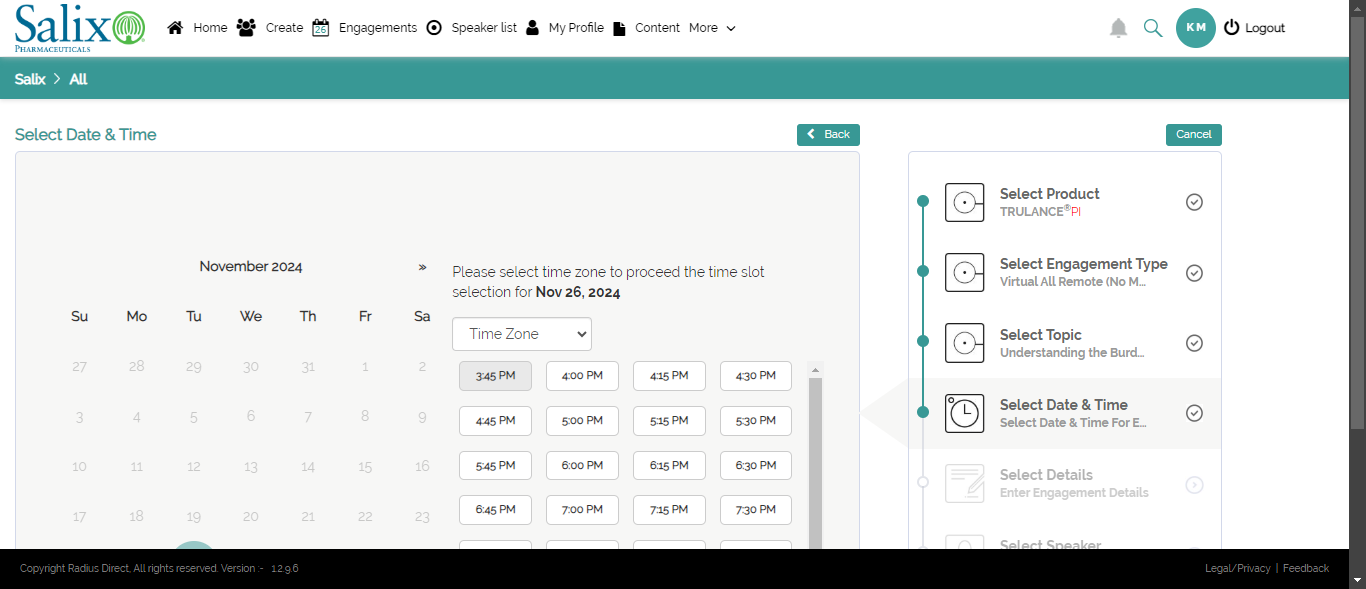 Salix
PHARMACEUTICALS
Home Create 26 Engagements Speaker list My Profile Content More
KM Logout
Salix > All
Select Date & Time
Back
Cancel
November 2024 »
Su Mo Tu We Th Fr Sa
27 28 29 30 31 1 2
3 4 5 6 7 8 9
10 11 12 13 14 15 16
17 18 19 20 21 22 23
Please select time zone to proceed the time slot
selection for Nov 26, 2024
Time Zone
3:45 PM 4:00 PM 4:15 PM 4:30 PM
4:45 PM 5:00 PM 5:15 PM 5:30 PM
5:45 PM 6:00 PM 6:15 PM 6:30 PM
6:45 PM 7:00 PM 7:15 PM 7:30 PM
Select Product
TRULANCE®PI
Select Engagement Type
Virtual All Remote (No M...
Select Topic
Understanding the Burd...
Select Date & Time
Select Date & Time For E...
Select Details
Enter Engagement Details
Select Speaker
Copyright Radius Direct, All rights reserved. Version - 12.9.6
Legal/Privacy | Feedback